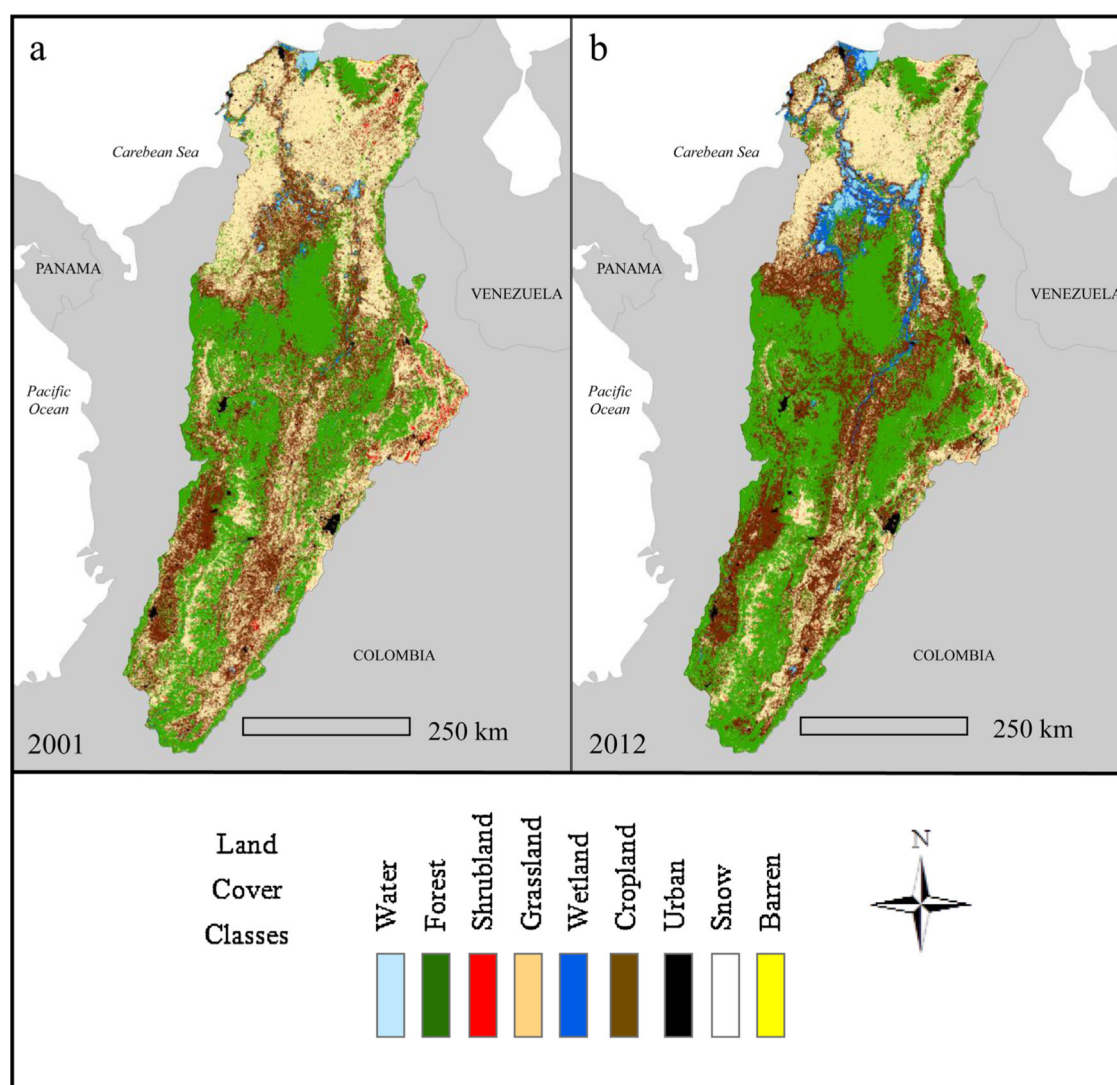 a
Carebean Sea
PANAMA
VENEZUELA
Pacific
Ocean
COLOMBIA
250 km
2001
b
Carebean Sea
PANAMA
VENEZUELA
Pacific
Ocean
COLOMBIA
250 km
2012
Land
Cover
Classes
Water
Forest
Shrubland
Grassland
Wetland
Cropland
Urban
Snow
Barren
N